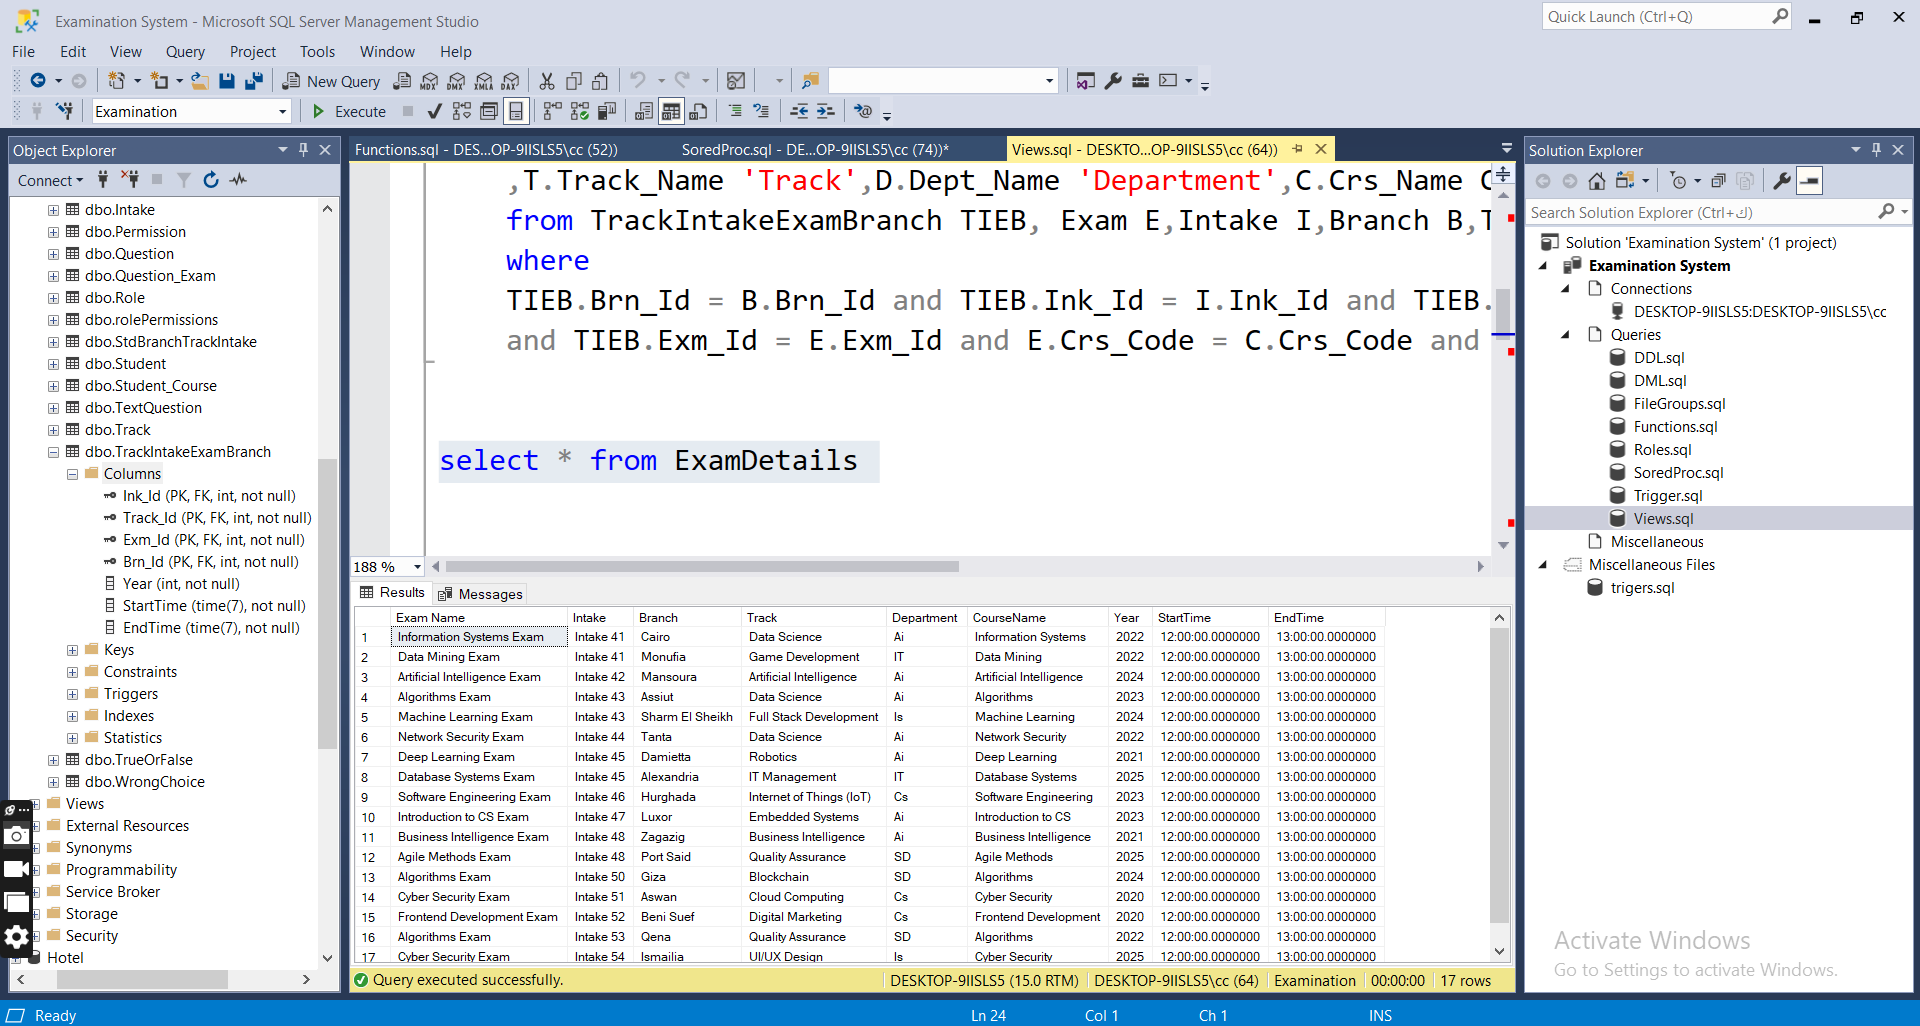 Examination System - Microsoft SQL Server Management Studio
Quick Launch (Ctrl+Q)
File Edit View Query Project Tools Window Help
New Query MDX DMX XMLA DAX
Examination Execute
Object Explorer
Connect
dbo.Intake
dbo.Permission
dbo.Question
dbo.Question_Exam
dbo.Role
dbo.rolePermissions
dbo.StdBranchTrackIntake
dbo.Student
dbo.Student_Course
dbo.TextQuestion
dbo.Track
dbo.TrackIntakeExamBranch
Columns
Ink_Id (PK, FK, int, not null)
Track_Id (PK, FK, int, not null)
Exm_Id (PK, FK, int, not null)
Brn_Id (PK, FK, int, not null)
Year (int, not null)
StartTime (time(7), not null)
EndTime (time(7), not null)
Keys
Constraints
Triggers
Indexes
Statistics
dbo.TrueOrFalse
dbo.WrongChoice
Views
External Resources
Synonyms
Programmability
Service Broker
Storage
Security
Hotel
Functions.sql - DES...OP-9IISLS5\cc (52)) SoredProc.sql - DE...OP-9IISLS5\cc (74))* Views.sql - DESKTO...OP-9IISLS5\cc (64))
,T.Track_Name 'Track',D.Dept_Name 'Department',C.Crs_Name C
from TrackIntakeExamBranch TIEB, Exam E,Intake I,Branch B,T
where
TIEB.Brn_Id = B.Brn_Id and TIEB.Ink_Id = I.Ink_Id and TIEB.
and TIEB.Exm_Id = E.Exm_Id and E.Crs_Code = C.Crs_Code and
select * from ExamDetails
188 %
Results Messages
Exam Name Intake Branch Track Department CourseName Year StartTime EndTime
1 Information Systems Exam Intake 41 Cairo Data Science Ai Information Systems 2022 12:00:00.0000000 13:00:00.0000000
2 Data Mining Exam Intake 41 Monufia Game Development IT Data Mining 2022 12:00:00.0000000 13:00:00.0000000
3 Artificial Intelligence Exam Intake 42 Mansoura Artificial Intelligence Ai Artificial Intelligence 2024 12:00:00.0000000 13:00:00.0000000
4 Algorithms Exam Intake 43 Assiut Data Science Ai Algorithms 2023 12:00:00.0000000 13:00:00.0000000
5 Machine Learning Exam Intake 43 Sharm El Sheikh Full Stack Development Is Machine Learning 2024 12:00:00.0000000 13:00:00.0000000
6 Network Security Exam Intake 44 Tanta Data Science Ai Network Security 2022 12:00:00.0000000 13:00:00.0000000
7 Deep Learning Exam Intake 45 Damietta Robotics Ai Deep Learning 2021 12:00:00.0000000 13:00:00.0000000
8 Database Systems Exam Intake 45 Alexandria IT Management IT Database Systems 2025 12:00:00.0000000 13:00:00.0000000
9 Software Engineering Exam Intake 46 Hurghada Internet of Things (IoT) Cs Software Engineering 2023 12:00:00.0000000 13:00:00.0000000
10 Introduction to CS Exam Intake 47 Luxor Embedded Systems Ai Introduction to CS 2023 12:00:00.0000000 13:00:00.0000000
11 Business Intelligence Exam Intake 48 Zagazig Business Intelligence Ai Business Intelligence 2021 12:00:00.0000000 13:00:00.0000000
12 Agile Methods Exam Intake 48 Port Said Quality Assurance SD Agile Methods 2025 12:00:00.0000000 13:00:00.0000000
13 Algorithms Exam Intake 50 Giza Blockchain SD Algorithms 2024 12:00:00.0000000 13:00:00.0000000
14 Cyber Security Exam Intake 51 Aswan Cloud Computing Cs Cyber Security 2020 12:00:00.0000000 13:00:00.0000000
15 Frontend Development Exam Intake 52 Beni Suef Digital Marketing Cs Frontend Development 2020 12:00:00.0000000 13:00:00.0000000
16 Algorithms Exam Intake 53 Qena Quality Assurance SD Algorithms 2022 12:00:00.0000000 13:00:00.0000000
17 Cyber Security Exam Intake 54 Ismailia UI/UX Design Is Cyber Security 2025 12:00:00.0000000 13:00:00.0000000
Query executed successfully. DESKTOP-9IISLS5 (15.0 RTM) DESKTOP-9IISLS5\cc (64) Examination 00:00:00 17 rows
Solution Explorer
Search Solution Explorer (Ctrl+ك)
Solution 'Examination System' (1 project)
Examination System
Connections
DESKTOP-9IISLS5:DESKTOP-9IISLS5\cc
Queries
DDL.sql
DML.sql
FileGroups.sql
Functions.sql
Roles.sql
SoredProc.sql
Trigger.sql
Views.sql
Miscellaneous
Miscellaneous Files
trigers.sql
Activate Windows
Go to Settings to activate Windows.
Ready Ln 24 Col 1 Ch 1 INS